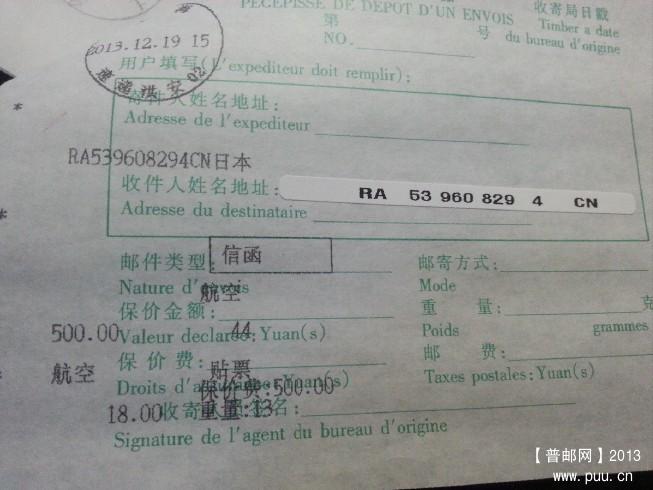 RÉCÉPISSÉ DE DÉPÔT D'UN ENVOIS
收寄局日戳
第 号
Timber a date
NO.
du bureau d'origine
2013.12.19 15
用户填写(L'expediteur doit remplir);
寄件人姓名地址:
Adresse de l'expediteur
RA539608294CN日本
收件人姓名地址:
RA 53 960 829 4 CN
Adresse du destinataire
邮件类型: 信函
邮寄方式:
Nature d'envois
Mode
航空
保价金额:
重 量: 克
500.00
Valeur declaree:Yuan(s)
44
Poids grammes
保价费:
邮 费:
航空
贴票
Droits d' :Yuan(s)
Taxes postales:Yuan(s)
保价费:500.00
18.00
收寄人员签名:
重量:13
Signature de l'agent du bureau d'origine
【普邮网】2013
www.puu.cn